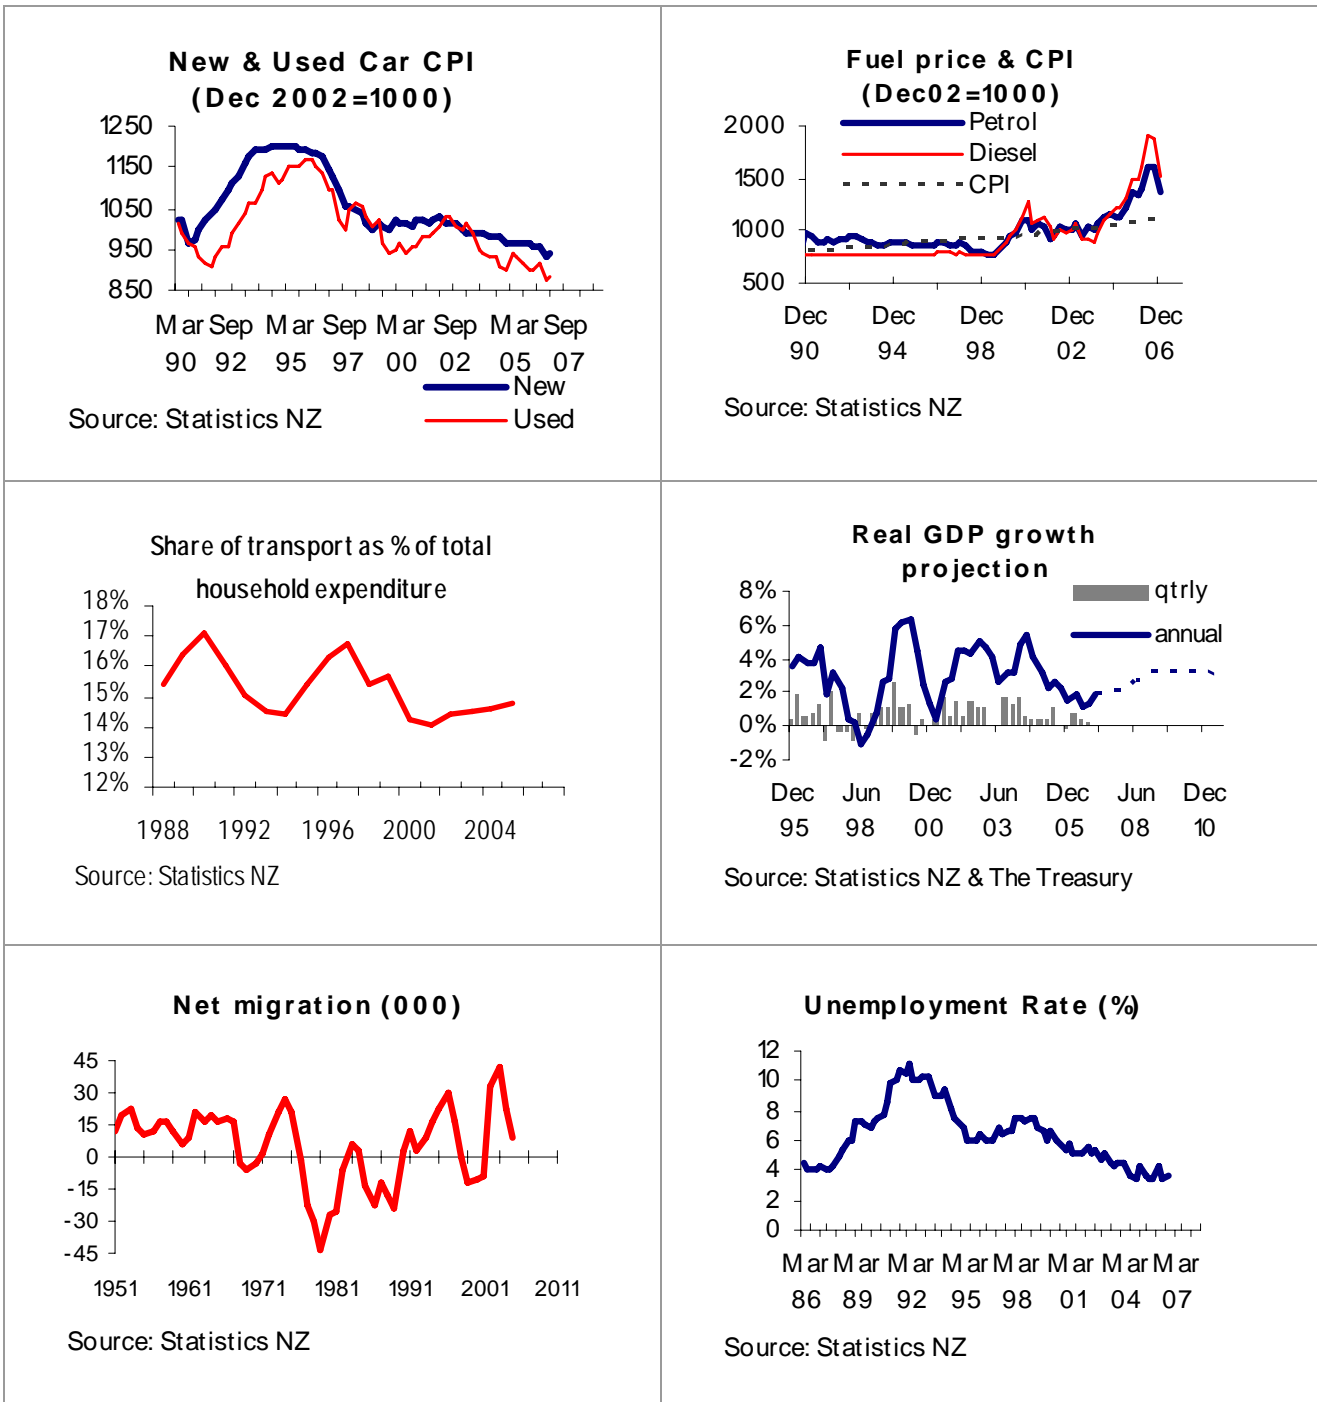 New & Used Car CPI
(Dec 2002=1000)
1250
1150
1050
950
850
Mar Sep Mar Sep Mar Sep Mar Sep
90 92 95 97 00 02 05 07
New
Used
Source: Statistics NZ
Fuel price & CPI
(Dec02=1000)
Petrol
Diesel
CPI
2000
1500
1000
500
Dec Dec Dec Dec Dec
90 94 98 02 06
Source: Statistics NZ
Share of transport as % of total
household expenditure
18%
17%
16%
15%
14%
13%
12%
1988 1992 1996 2000 2004
Source: Statistics NZ
Real GDP growth
projection
qtrly
annual
8%
6%
4%
2%
0%
-2%
Dec Jun Dec Jun Dec Jun Dec
95 98 00 03 05 08 10
Source: Statistics NZ & The Treasury
Net migration (000)
45
30
15
0
-15
-30
-45
1951 1961 1971 1981 1991 2001 2011
Source: Statistics NZ
Unemployment Rate (%)
12
10
8
6
4
2
0
Mar Mar Mar Mar Mar Mar Mar Mar
86 89 92 95 98 01 04 07
Source: Statistics NZ